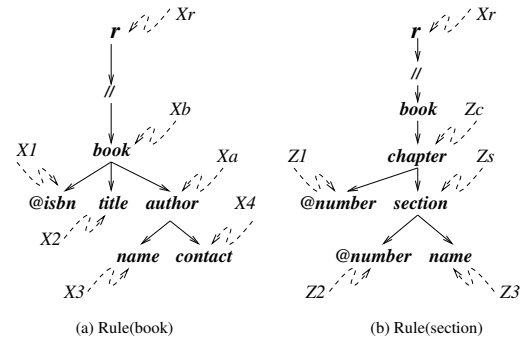 r Xr r Xr
// //
Xb book Zc
X1 book Z1 chapter Zs
Xa
@isbn title author X4 @number section
X2
name contact @number name
X3 Z2 Z3
(a) Rule(book) (b) Rule(section)